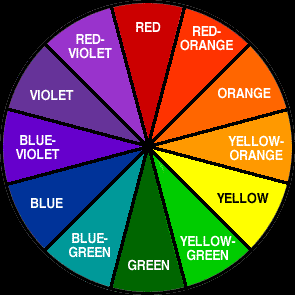 RED
RED-
ORANGE
ORANGE
YELLOW-
ORANGE
YELLOW
YELLOW-
GREEN
GREEN
BLUE-
GREEN
BLUE
BLUE-
VIOLET
VIOLET
RED-
VIOLET